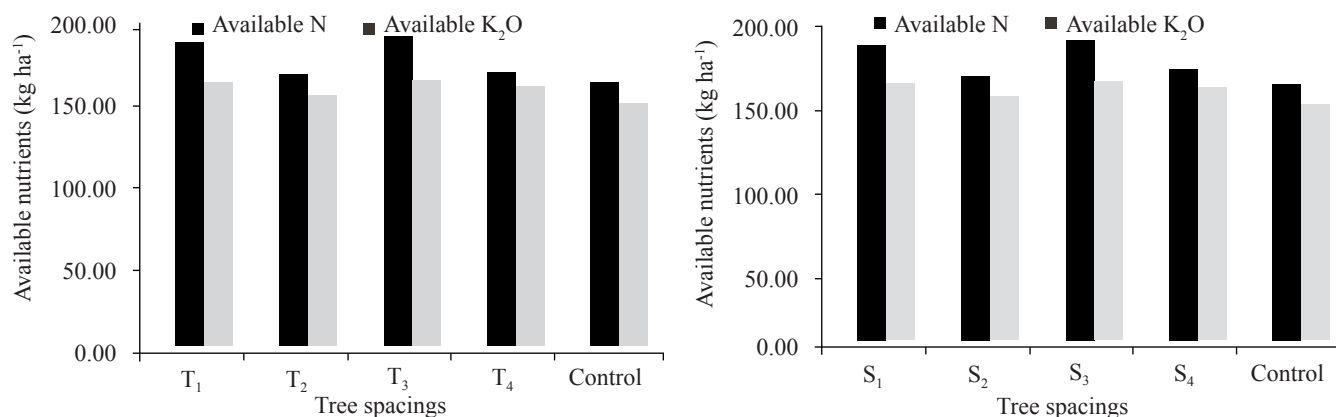 Available N Available K₂O
Available nutrients (kg ha⁻¹)
200.00
150.00
100.00
50.00
0.00
T₁ T₂ T₃ T₄ Control
Tree spacings
Available N Available K₂O
Available nutrients (kg ha⁻¹)
200.00
150.00
100.00
50.00
0.00
S₁ S₂ S₃ S₄ Control
Tree spacings